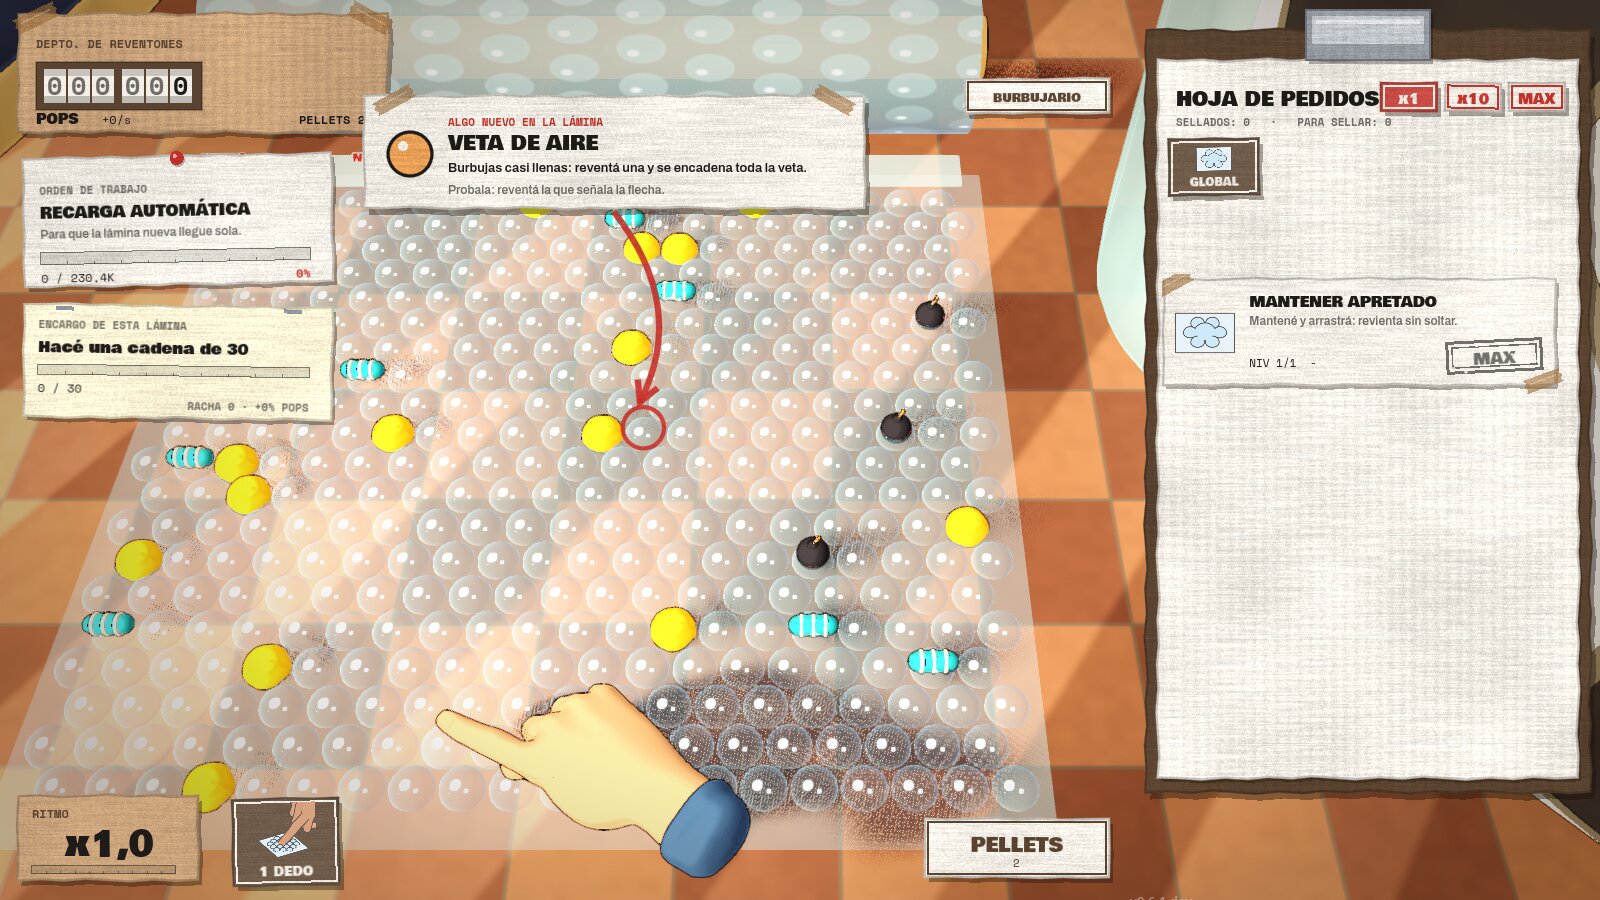 DEPTO. DE REVENTONES
000 000
POPS +0/s PELLETS 2
ORDEN DE TRABAJO
RECARGA AUTOMÁTICA
Para que la lámina nueva llegue sola.
0 / 230.4K 0%
ENCARGO DE ESTA LÁMINA
Hacé una cadena de 30
0 / 30
RACHA 0 · +0% POPS
ALGO NUEVO EN LA LÁMINA
VETA DE AIRE
Burbujas casi llenas: reventá una y se encadena toda la veta.
Probala: reventá la que señala la flecha.
BURBUJARIO
HOJA DE PEDIDOS x1 x10 MAX
SELLADOS: 0 · PARA SELLAR: 0
GLOBAL
MANTENER APRETADO
Mantené y arrastrá: revienta sin soltar.
NIV 1/1 - MAX
RITMO
x1,0
1 DEDO
PELLETS
2